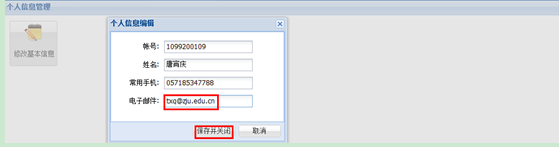 个人信息管理
修改基本信息
个人信息编辑
帐号: 1099200109
姓名: 唐宵庆
常用手机: 057185347788
电子邮件: txq@zju.edu.cn
保存并关闭 取消